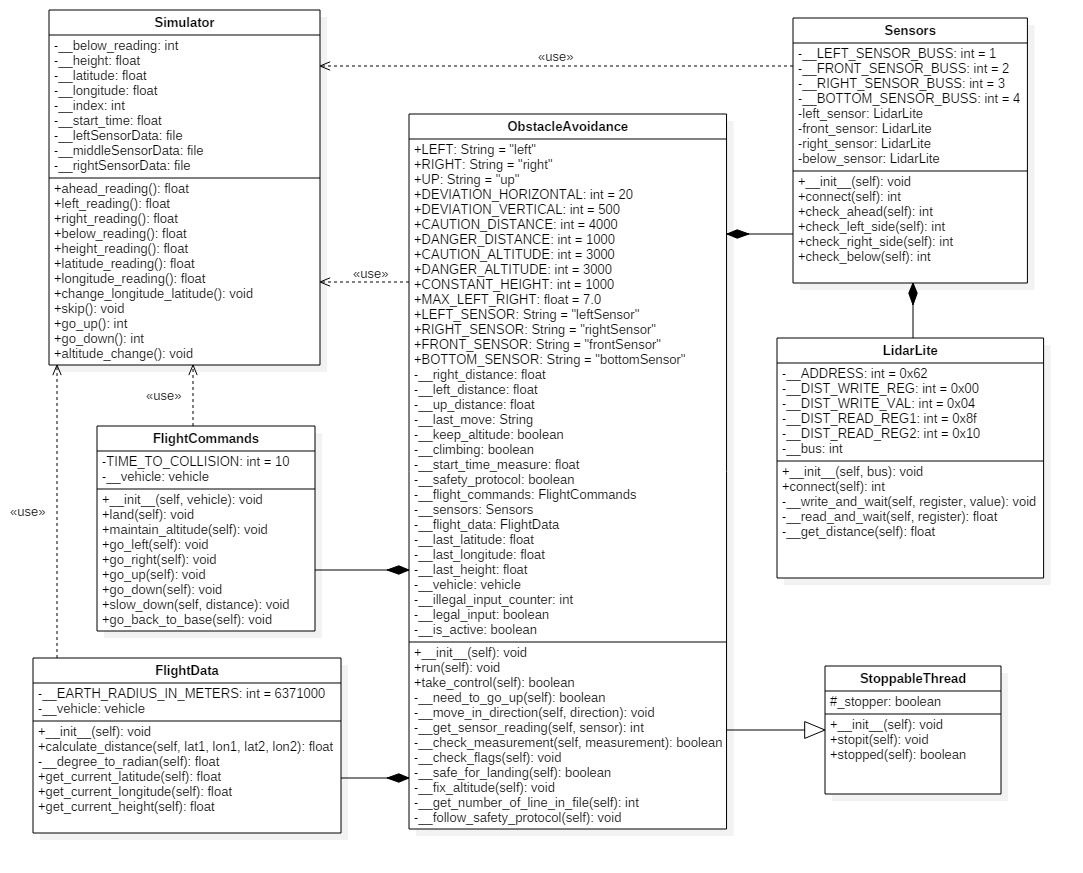 Simulator
-__below_reading: int
-__height: float
-__latitude: float
-__longitude: float
-__index: int
-__start_time: float
-__leftSensorData: file
-__middleSensorData: file
-__rightSensorData: file
+ahead_reading(): float
+left_reading(): float
+right_reading(): float
+below_reading(): float
+height_reading(): float
+latitude_reading(): float
+longitude_reading(): float
+change_longitude_latitude(): void
+skip(): void
+go_up(): int
+go_down(): int
+altitude_change(): void
«use»
Sensors
-__LEFT_SENSOR_BUSS: int = 1
-__FRONT_SENSOR_BUSS: int = 2
-__RIGHT_SENSOR_BUSS: int = 3
-__BOTTOM_SENSOR_BUSS: int = 4
-left_sensor: LidarLite
-front_sensor: LidarLite
-right_sensor: LidarLite
-below_sensor: LidarLite
+__init__(self): void
+connect(self): int
+check_ahead(self): int
+check_left_side(self): int
+check_right_side(self): int
+check_below(self): int
ObstacleAvoidance
+LEFT: String = "left"
+RIGHT: String = "right"
+UP: String = "up"
+DEVIATION_HORIZONTAL: int = 20
+DEVIATION_VERTICAL: int = 500
+CAUTION_DISTANCE: int = 4000
+DANGER_DISTANCE: int = 1000
+CAUTION_ALTITUDE: int = 3000
+DANGER_ALTITUDE: int = 3000
+CONSTANT_HEIGHT: int = 1000
+MAX_LEFT_RIGHT: float = 7.0
+LEFT_SENSOR: String = "leftSensor"
+RIGHT_SENSOR: String = "rightSensor"
+FRONT_SENSOR: String = "frontSensor"
+BOTTOM_SENSOR: String = "bottomSensor"
-__right_distance: float
-__left_distance: float
-__up_distance: float
-__last_move: String
-__keep_altitude: boolean
-__climbing: boolean
-__start_time_measure: float
-__safety_protocol: boolean
-__flight_commands: FlightCommands
-__sensors: Sensors
-__flight_data: FlightData
-__last_latitude: float
-__last_longitude: float
-__last_height: float
-__vehicle: vehicle
-__illegal_input_counter: int
-__legal_input: boolean
-__is_active: boolean
+__init__(self): void
+run(self): void
+take_control(self): boolean
-__need_to_go_up(self): boolean
-__move_in_direction(self, direction): void
-__get_sensor_reading(self, sensor): int
-__check_measurement(self, measurement): boolean
-__check_flags(self): void
-__safe_for_landing(self): boolean
-__fix_altitude(self): void
-__get_number_of_line_in_file(self): int
-__follow_safety_protocol(self): void
«use»
LidarLite
-__ADDRESS: int = 0x62
-__DIST_WRITE_REG: int = 0x00
-__DIST_WRITE_VAL: int = 0x04
-__DIST_READ_REG1: int = 0x8f
-__DIST_READ_REG2: int = 0x10
-__bus: int
+__init__(self, bus): void
+connect(self): int
-__write_and_wait(self, register, value): void
-__read_and_wait(self, register): float
-__get_distance(self): float
«use»
FlightCommands
-TIME_TO_COLLISION: int = 10
-__vehicle: vehicle
+__init__(self, vehicle): void
+land(self): void
+maintain_altitude(self): void
+go_left(self): void
+go_right(self): void
+go_up(self): void
+go_down(self): void
+slow_down(self, distance): void
+go_back_to_base(self): void
«use»
FlightData
-__EARTH_RADIUS_IN_METERS: int = 6371000
-__vehicle: vehicle
+__init__(self): void
+calculate_distance(self, lat1, lon1, lat2, lon2): float
-__degree_to_radian(self): float
+get_current_latitude(self): float
+get_current_longitude(self): float
+get_current_height(self): float
StoppableThread
#_stopper: boolean
+__init__(self): void
+stopit(self): void
+stopped(self): boolean